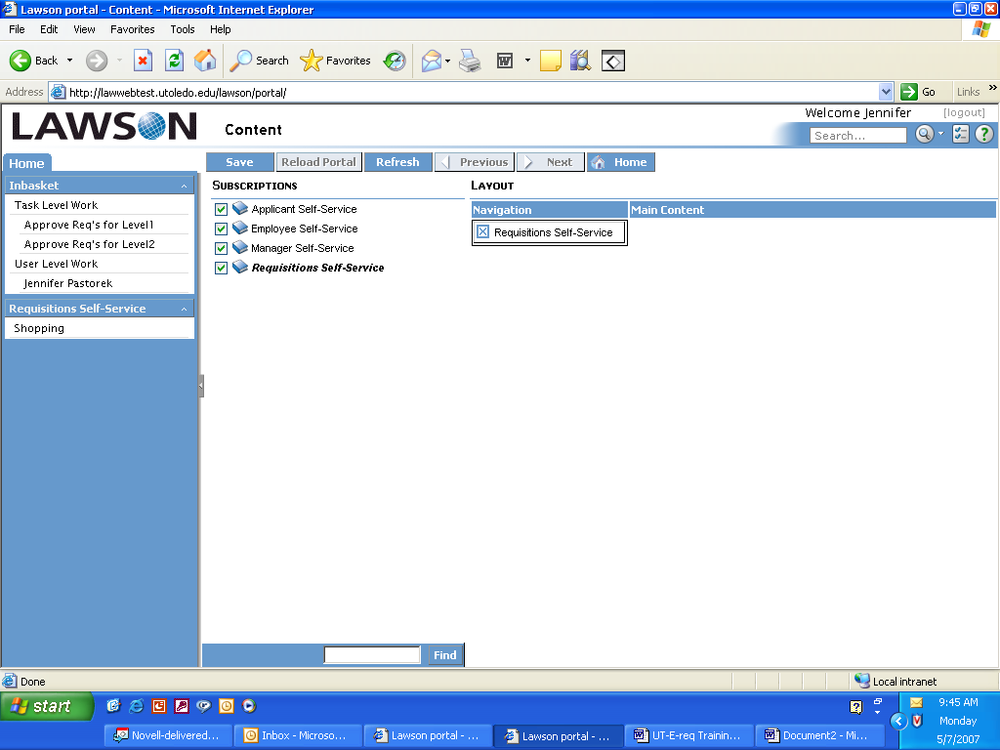 Lawson portal - Content - Microsoft Internet Explorer
File Edit View Favorites Tools Help
Back Search Favorites
Address http://lawwebtest.utoledo.edu/lawson/portal/ Go Links »
LAWSON Content Welcome Jennifer [logout]
Search...
Home Save Reload Portal Refresh Previous Next Home
Inbasket
Task Level Work
Approve Req's for Level1
Approve Req's for Level2
User Level Work
Jennifer Pastorek
Requisitions Self-Service
Shopping
SUBSCRIPTIONS
Applicant Self-Service
Employee Self-Service
Manager Self-Service
Requisitions Self-Service
LAYOUT
Navigation Main Content
Requisitions Self-Service
Find
Done Local intranet
start 9:45 AM
Monday
5/7/2007
Novell-delivered... Inbox - Microso... Lawson portal - ... Lawson portal - ... UT-E-req Trainin... Document2 - Mi...